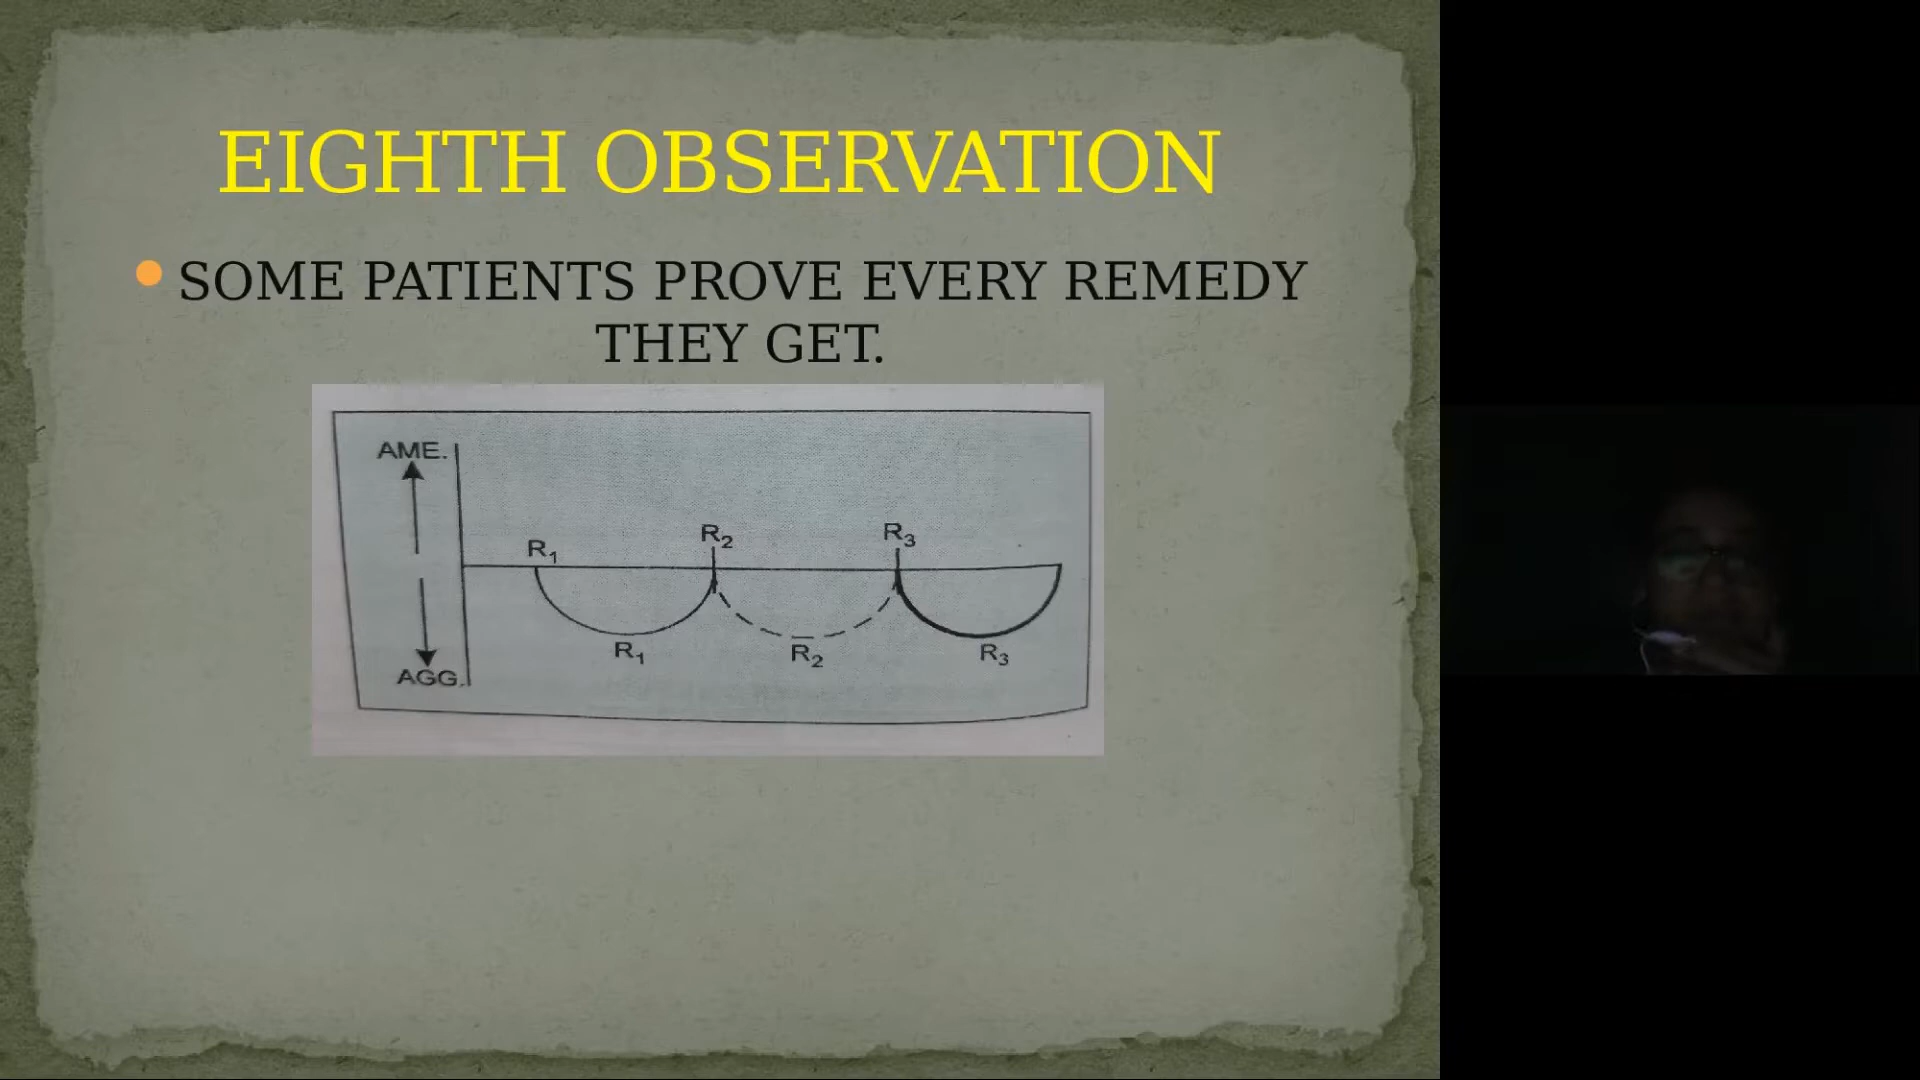 EIGHTH OBSERVATION
SOME PATIENTS PROVE EVERY REMEDY
THEY GET.
AME.
R1
R2
R3
R1
R2
R3
AGG.